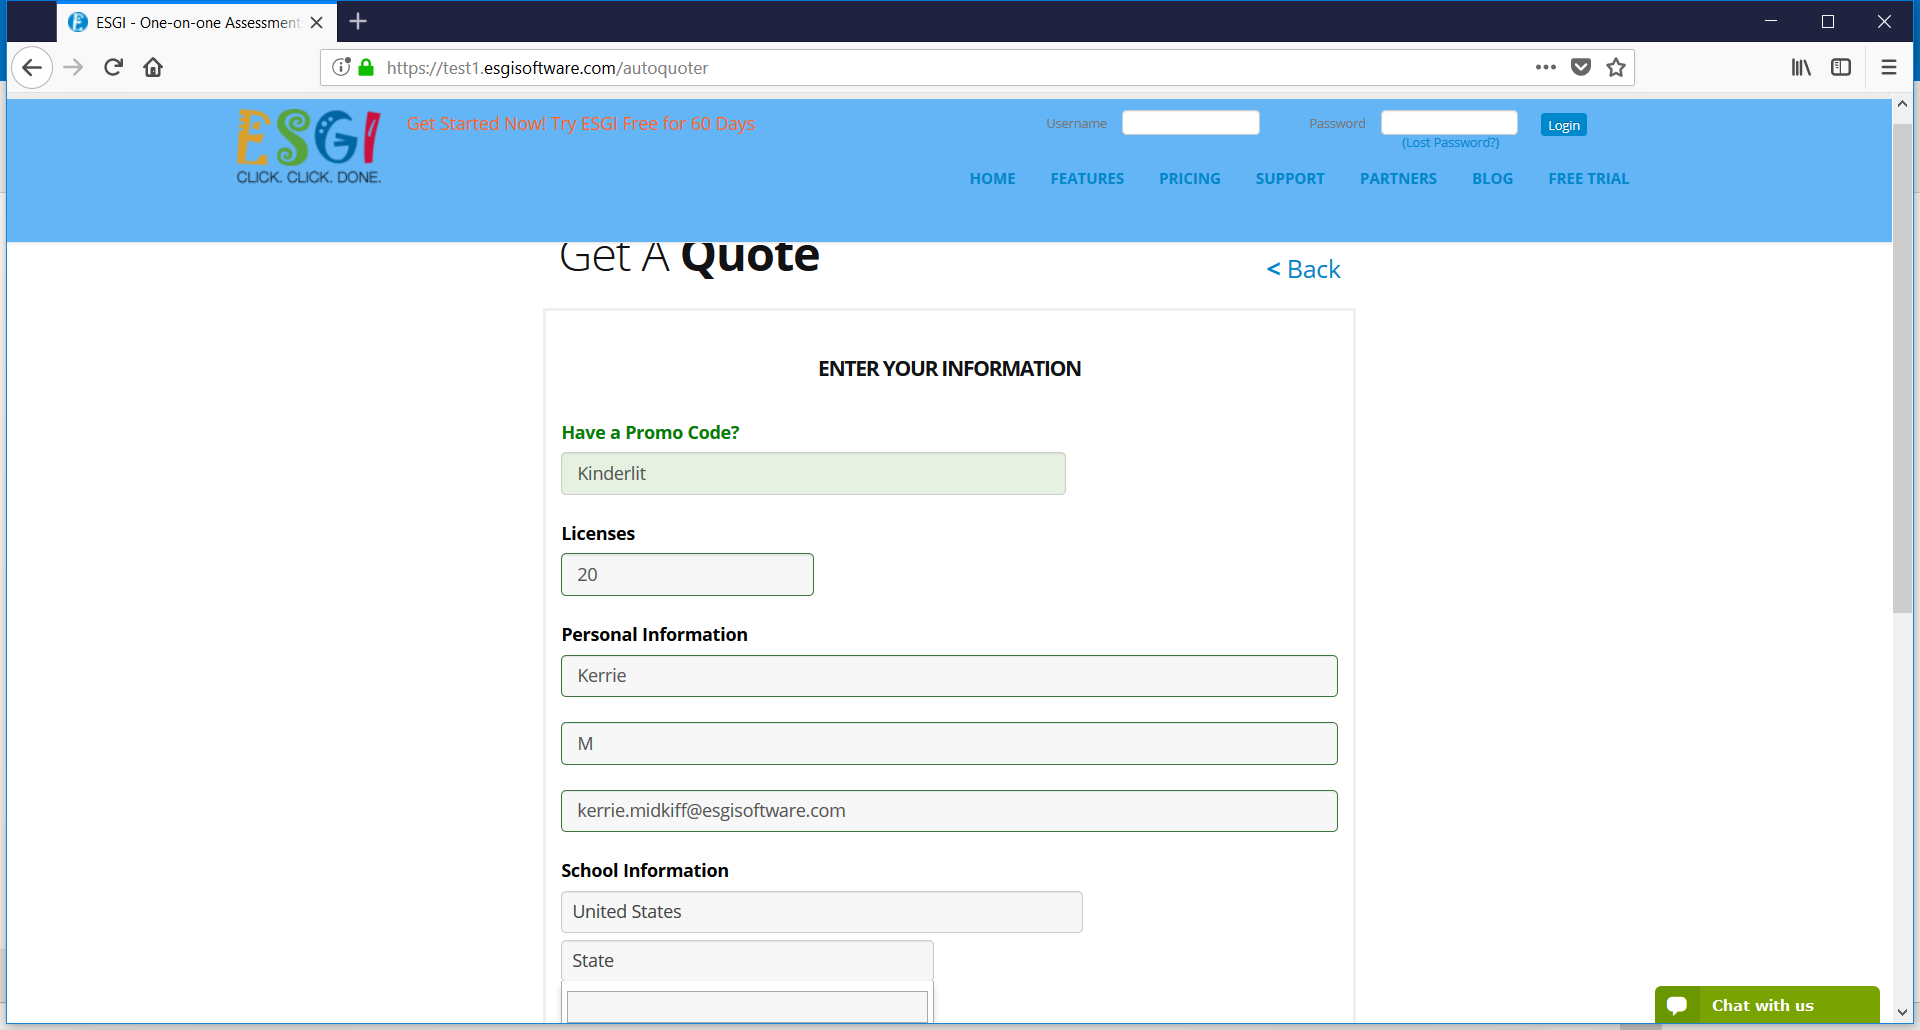 ESGI - One-on-one Assessment
https://test1.esgisoftware.com/autoquoter
ESGI
CLICK. CLICK. DONE.
Get Started Now! Try ESGI Free for 60 Days
Username
Password
Login
(Lost Password?)
HOME FEATURES PRICING SUPPORT PARTNERS BLOG FREE TRIAL
Get A Quote
< Back
ENTER YOUR INFORMATION
Have a Promo Code?
Kinderlit
Licenses
20
Personal Information
Kerrie
M
kerrie.midkiff@esgisoftware.com
School Information
United States
State
Chat with us